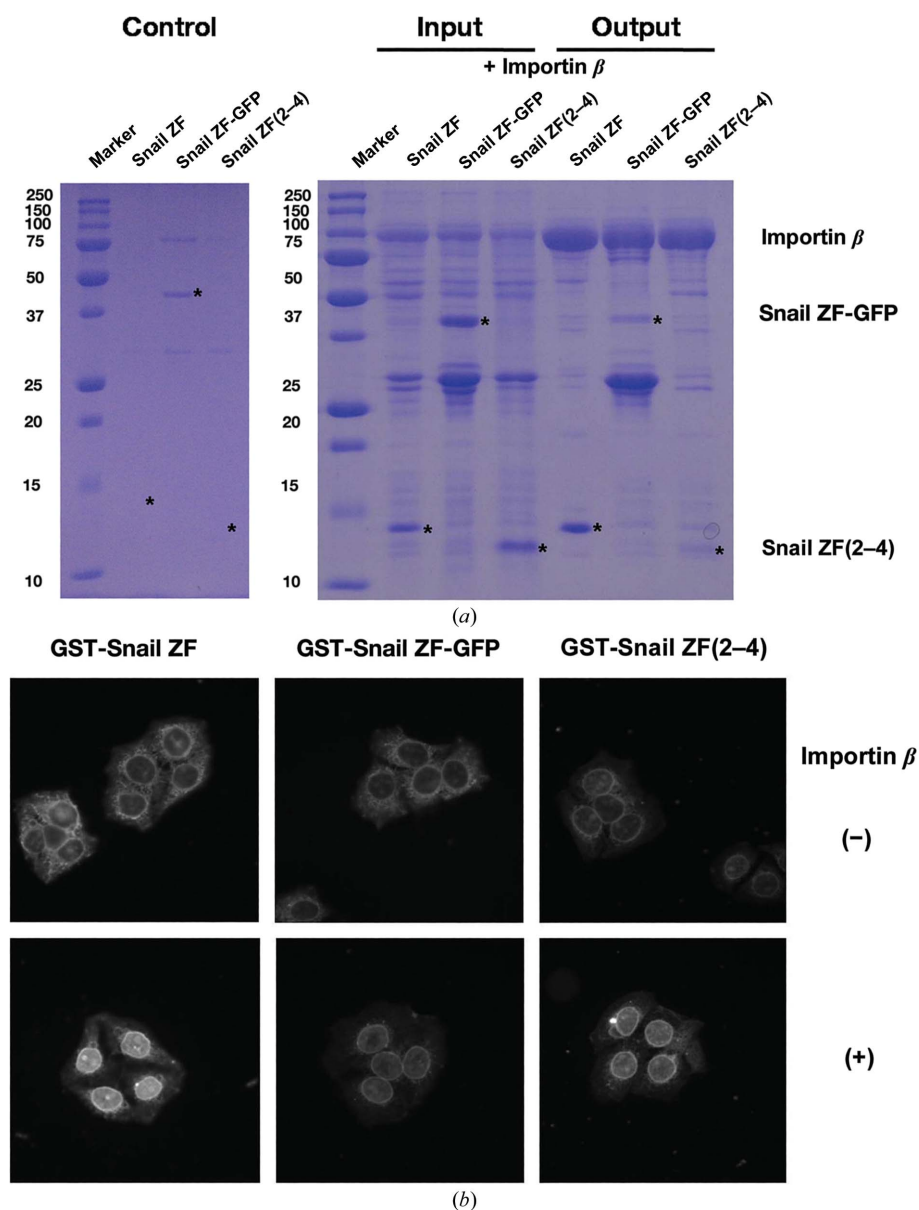 Control
Input
Output
+ Importin β
Marker
Snail ZF
Snail ZF-GFP
Snail ZF(2–4)
Marker
Snail ZF
Snail ZF-GFP
Snail ZF(2–4)
Snail ZF
Snail ZF-GFP
Snail ZF(2–4)
250
150
100
75
50
37
25
20
15
10
*
*
*
250
150
100
75
50
37
25
20
15
10
*
*
*
*
*
*
Importin β
Snail ZF-GFP
Snail ZF(2–4)
(a)
GST-Snail ZF
GST-Snail ZF-GFP
GST-Snail ZF(2–4)
Importin β
(−)
(+)
(b)